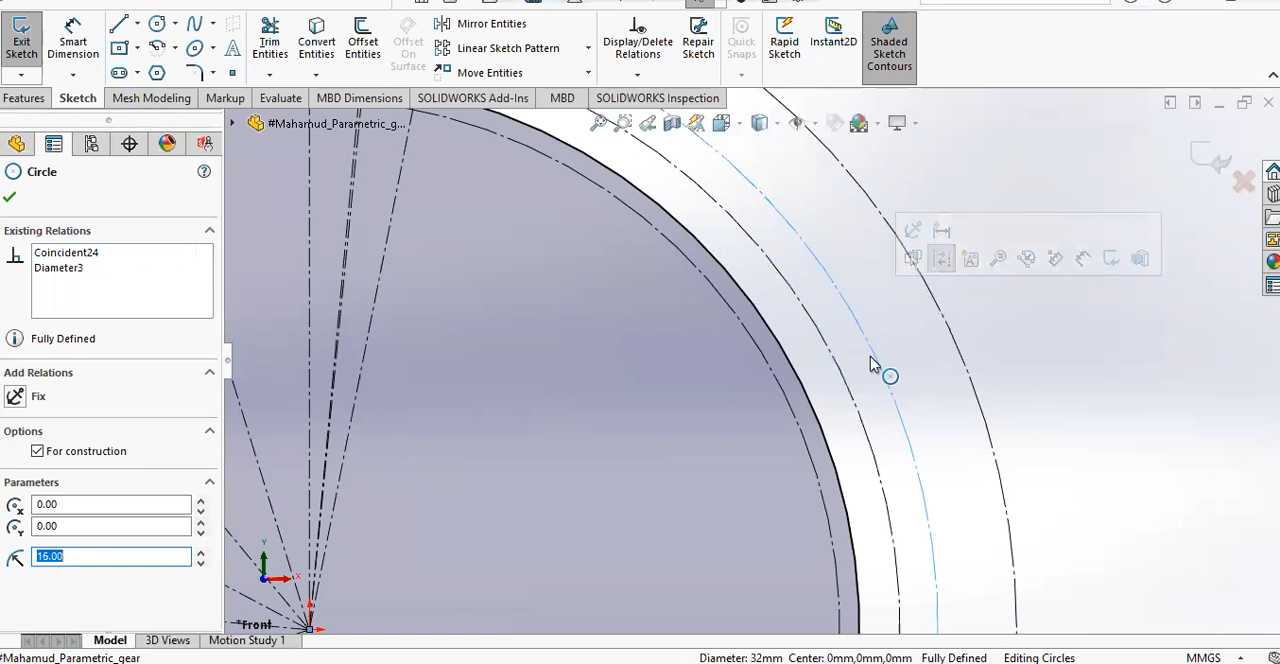 Exit Sketch
Smart Dimension
Trim Entities
Convert Entities
Offset Entities
Offset On Surface
Mirror Entities
Linear Sketch Pattern
Move Entities
Display/Delete Relations
Repair Sketch
Quick Snaps
Rapid Sketch
Instant2D
Shaded Sketch Contours
Features
Sketch
Mesh Modeling
Markup
Evaluate
MBD Dimensions
SOLIDWORKS Add-Ins
MBD
SOLIDWORKS Inspection
#Mahamud_Parametric_g...
Circle
Existing Relations
Coincident24
Diameter3
Fully Defined
Add Relations
Fix
Options
For construction
Parameters
0.00
0.00
16.00
Y
X
*Front
Model
3D Views
Motion Study 1
#Mahamud_Parametric_gear
Diameter: 32mm Center: 0mm,0mm,0mm
Fully Defined
Editing Circles
MMGS